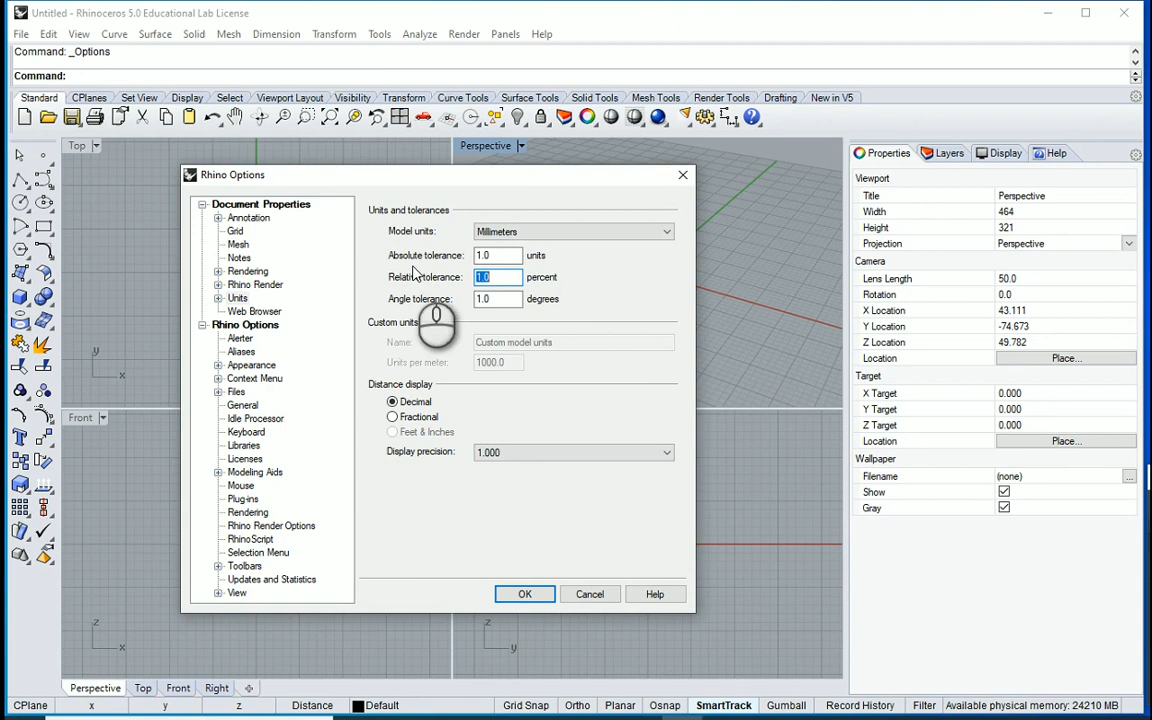 Untitled - Rhinoceros 5.0 Educational Lab License
File Edit View Curve Surface Solid Mesh Dimension Transform Tools Analyze Render Panels Help
Command: _Options
Command:
Standard CPlanes Set View Display Select Viewport Layout Visibility Transform Curve Tools Surface Tools Solid Tools Mesh Tools Render Tools Drafting New in V5
Top
Perspective
Properties Layers Display Help
Rhino Options
Document Properties
Annotation
Grid
Mesh
Notes
Rendering
Rhino Render
Units
Web Browser
Rhino Options
Alerter
Aliases
Appearance
Context Menu
Files
General
Idle Processor
Keyboard
Libraries
Licenses
Modeling Aids
Mouse
Plug-ins
Rendering
Rhino Render Options
RhinoScript
Selection Menu
Toolbars
Updates and Statistics
View
Units and tolerances
Model units: Millimeters
Absolute tolerance: 1.0 units
Relative tolerance: 1.0 percent
Angle tolerance: 1.0 degrees
Custom units
Name: Custom model units
Units per meter: 1000.0
Distance display
Decimal
Fractional
Feet & Inches
Display precision: 1.000
OK Cancel Help
Viewport
Title Perspective
Width 464
Height 321
Projection Perspective
Camera
Lens Length 50.0
Rotation 0.0
X Location 43.111
Y Location -74.673
Z Location 49.782
Location Place...
Target
X Target 0.000
Y Target 0.000
Z Target 0.000
Location Place...
Wallpaper
Filename (none) ...
Show
Gray
y
x
Front
z
x
z
y
Perspective Top Front Right
CPlane x y z Distance Default Grid Snap Ortho Planar Osnap SmartTrack Gumball Record History Filter Available physical memory: 24210 MB